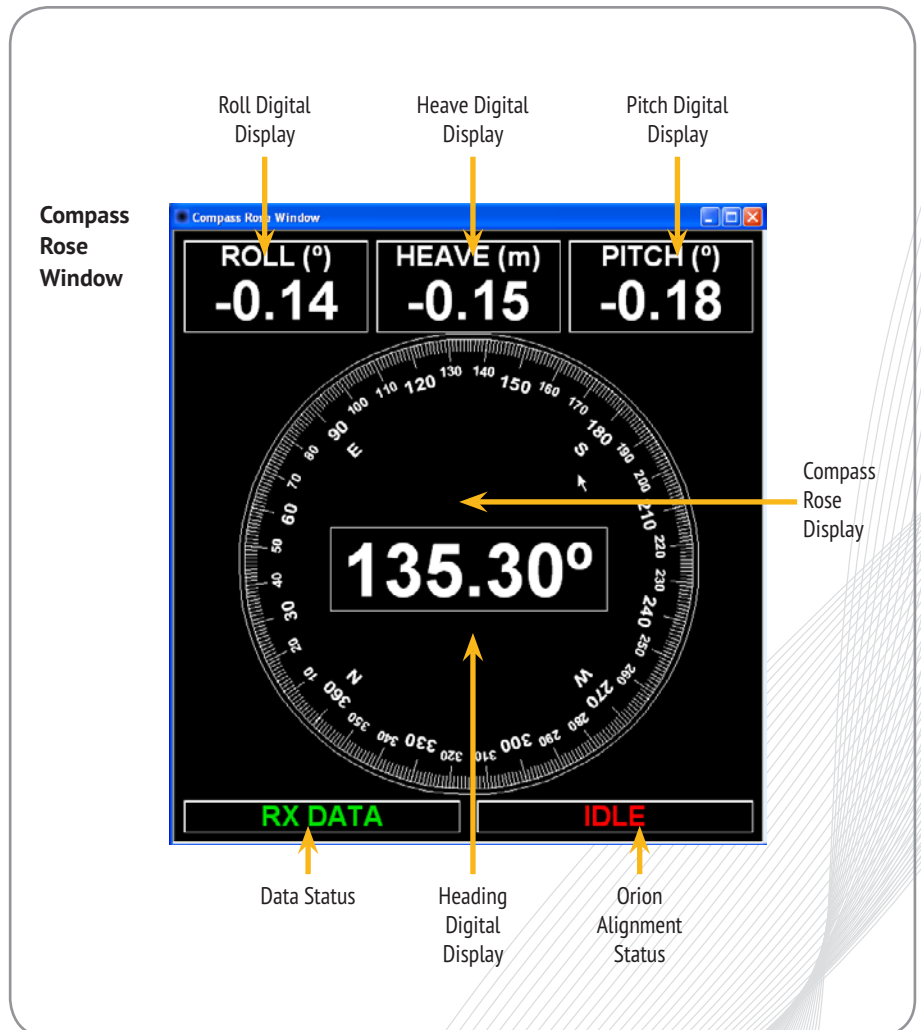 Roll Digital
Display
Heave Digital
Display
Pitch Digital
Display
Compass
Rose
Window
Compass Rose Window
ROLL (º)
-0.14
HEAVE (m)
-0.15
PITCH (º)
-0.18
10 20 30 40 50 60 70 80 90 100 110 120 130 140 150 160 170 180 190 200 210 220 230 240 250 260 270 280 290 300 310 320 330 340 350 360
N
E
S
W
135.30º
Compass
Rose
Display
RX DATA
IDLE
Data Status
Heading
Digital
Display
Orion
Alignment
Status